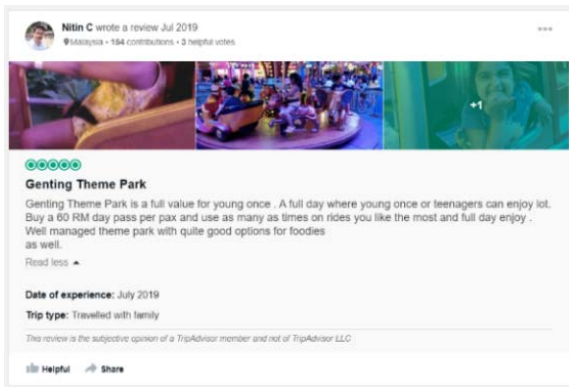 Nitin C wrote a review Jul 2019
Malaysia • 154 contributions • 3 helpful votes
+1
Genting Theme Park
Genting Theme Park is a full value for young once . A full day where young once or teenagers can enjoy lot.
Buy a 60 RM day pass per pax and use as many as times on rides you like the most and full day enjoy .
Well managed theme park with quite good options for foodies
as well.
Read less
Date of experience: July 2019
Trip type: Travelled with family
This review is the subjective opinion of a TripAdvisor member and not of TripAdvisor LLC
Helpful Share